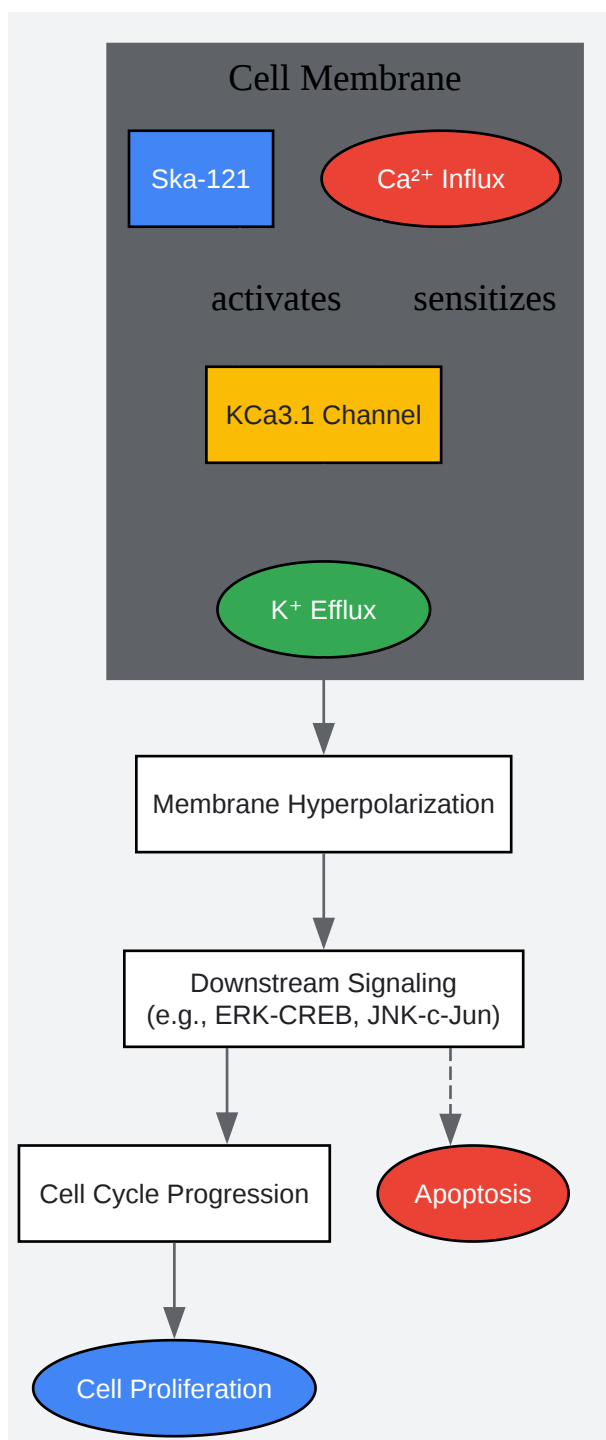 Cell Membrane
Ska-121
Ca²⁺ Influx
activates
sensitizes
KCa3.1 Channel
K⁺ Efflux
Membrane Hyperpolarization
Downstream Signaling
(e.g., ERK-CREB, JNK-c-Jun)
Cell Cycle Progression
Apoptosis
Cell Proliferation